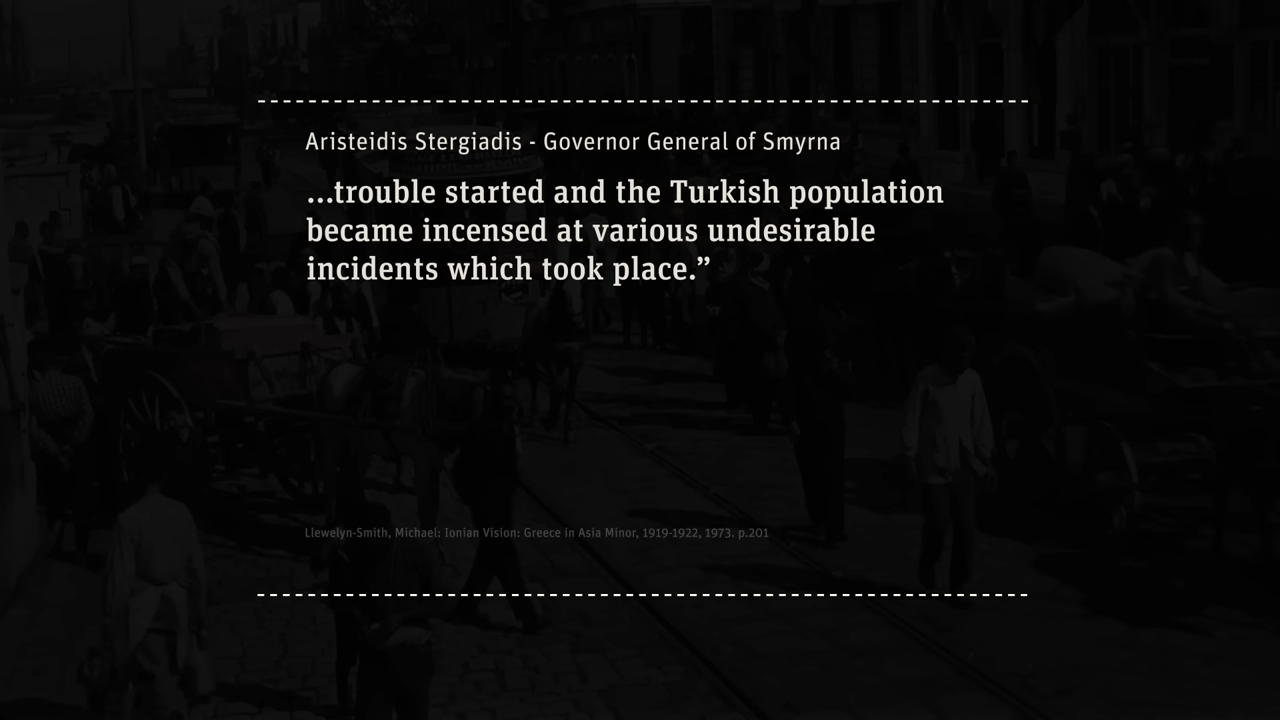 Aristeidis Stergiadis - Governor General of Smyrna
...trouble started and the Turkish population
became incensed at various undesirable
incidents which took place.”
Llewelyn-Smith, Michael: Ionian Vision: Greece in Asia Minor, 1919-1922, 1973. p.201